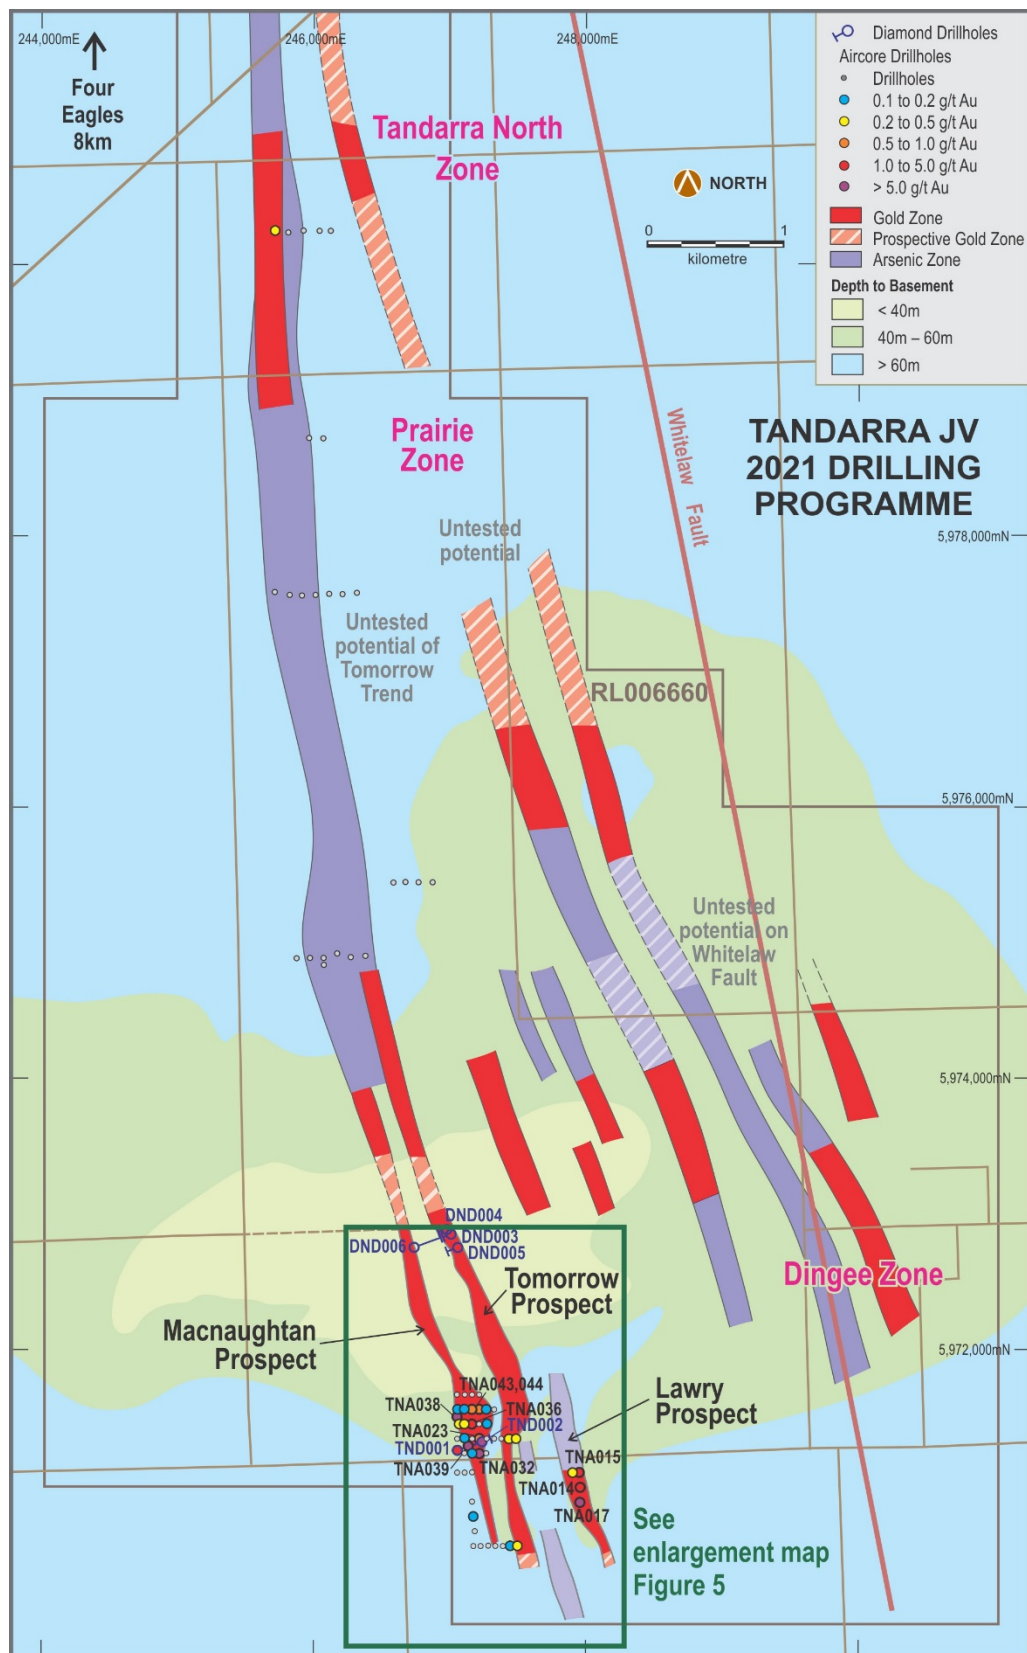 244,000mE
246,000mE
248,000mE
Four
Eagles
8km
Tandarra North
Zone
NORTH
0
1
kilometre
Diamond Drillholes
Aircore Drillholes
Drillholes
0.1 to 0.2 g/t Au
0.2 to 0.5 g/t Au
0.5 to 1.0 g/t Au
1.0 to 5.0 g/t Au
> 5.0 g/t Au
Gold Zone
Prospective Gold Zone
Arsenic Zone
Depth to Basement
< 40m
40m – 60m
> 60m
Prairie
Zone
Whitelaw Fault
TANDARRA JV
2021 DRILLING
PROGRAMME
Untested
potential
5,978,000mN
Untested
potential of
Tomorrow
Trend
RL006660
5,976,000mN
Untested
potential on
Whitelaw
Fault
5,974,000mN
DND004
DND003
DND006
DND005
Tomorrow
Prospect
Dingee Zone
Macnaughtan
Prospect
5,972,000mN
TNA043,044
TNA038
TNA036
Lawry
Prospect
TNA023
TND002
TND001
TNA015
TNA039
TNA032
TNA014
TNA017
See
enlargement map
Figure 5